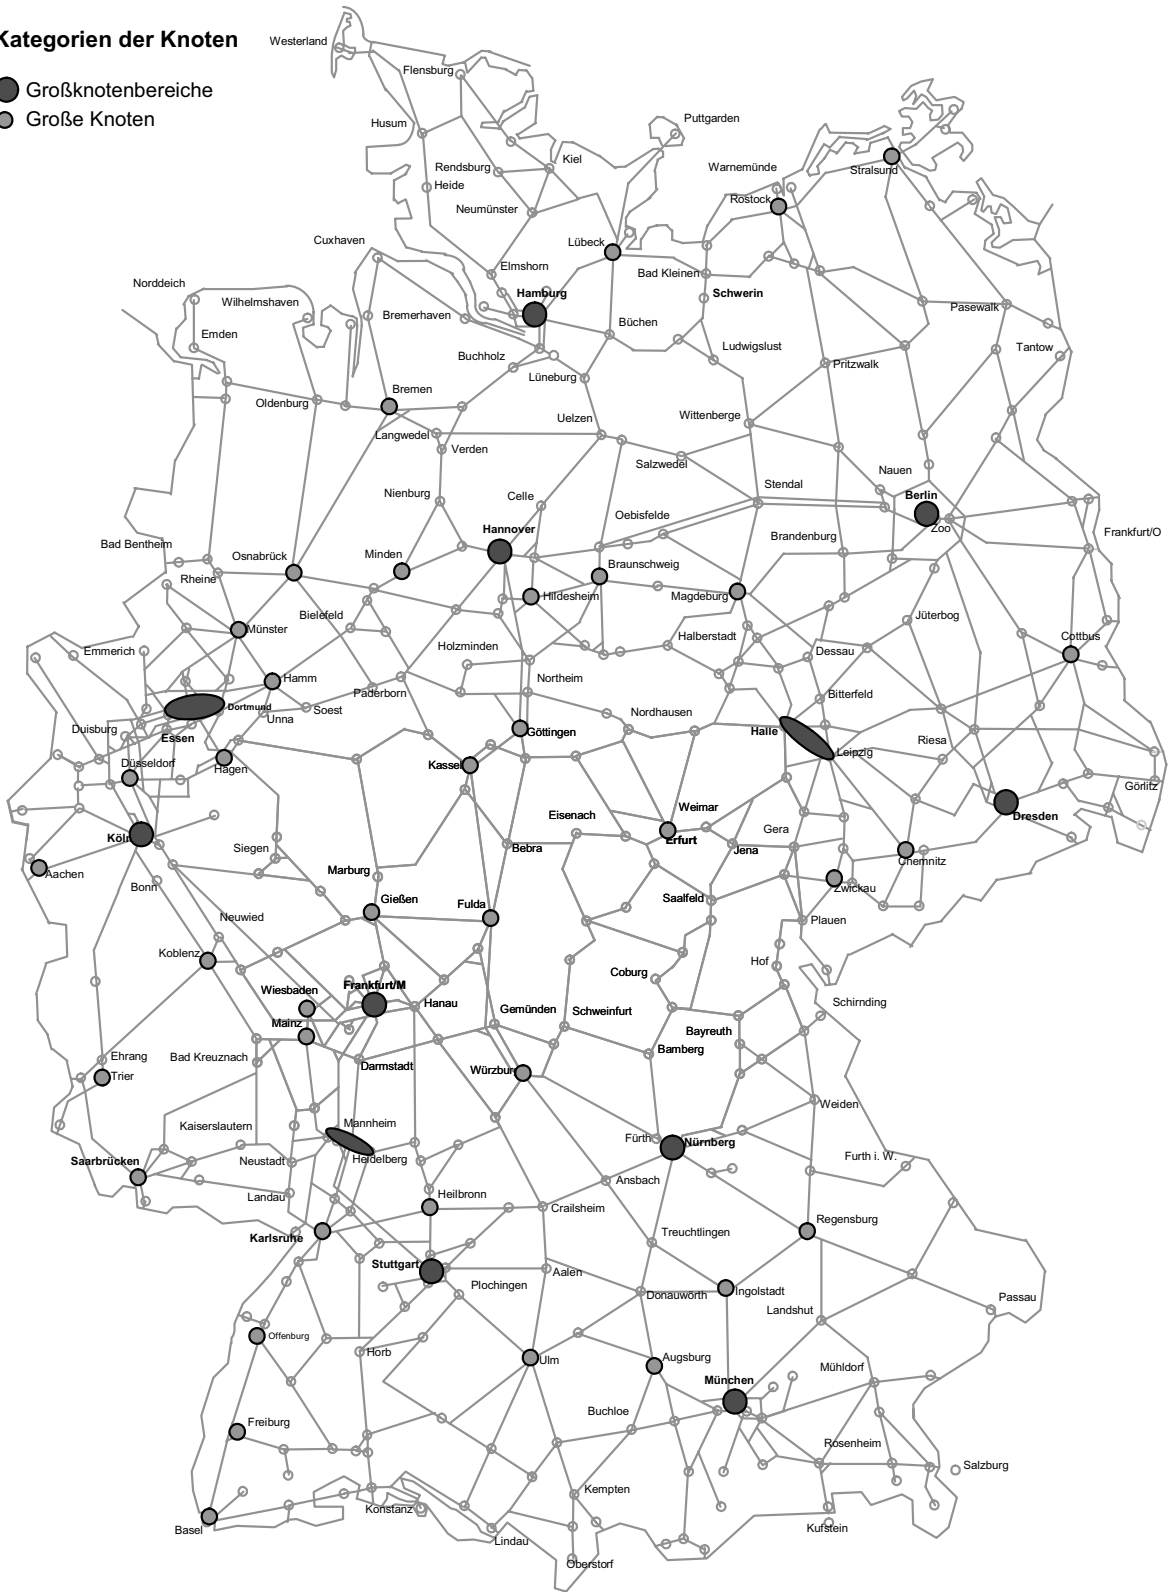 Kategorien der Knoten
Großknotenbereiche
Große Knoten
Westerland
Flensburg
Husum
Puttgarden
Kiel
Rendsburg
Warnemünde
Stralsund
Heide
Rostock
Neumünster
Cuxhaven
Lübeck
Elmshorn
Bad Kleinen
Norddeich
Hamburg
Schwerin
Wilhelmshaven
Pasewalk
Bremerhaven
Büchen
Emden
Ludwigslust
Tantow
Buchholz
Pritzwalk
Lüneburg
Bremen
Oldenburg
Uelzen
Wittenberge
Langwedel
Verden
Salzwedel
Nauen
Stendal
Nienburg
Celle
Berlin
Oebisfelde
Zoo
Hannover
Brandenburg
Frankfurt/O
Bad Bentheim
Osnabrück
Minden
Braunschweig
Rheine
Hildesheim
Magdeburg
Bielefeld
Jüterbog
Münster
Halberstadt
Cottbus
Emmerich
Holzminden
Dessau
Hamm
Northeim
Paderborn
Bitterfeld
Dortmund
Soest
Unna
Nordhausen
Duisburg
Göttingen
Halle
Essen
Riesa
Leipzig
Düsseldorf
Hagen
Kassel
Görlitz
Weimar
Eisenach
Dresden
Gera
Köln
Erfurt
Siegen
Bebra
Jena
Chemnitz
Marburg
Aachen
Bonn
Zwickau
Gießen
Fulda
Saalfeld
Neuwied
Plauen
Koblenz
Hof
Coburg
Wiesbaden
Frankfurt/M
Hanau
Schirnding
Gemünden
Schweinfurt
Mainz
Bayreuth
Ehrang
Bad Kreuznach
Bamberg
Darmstadt
Würzburg
Trier
Weiden
Kaiserslautern
Mannheim
Fürth
Nürnberg
Saarbrücken
Neustadt
Heidelberg
Furth i. W.
Ansbach
Landau
Heilbronn
Crailsheim
Regensburg
Karlsruhe
Treuchtlingen
Stuttgart
Aalen
Plochingen
Ingolstadt
Donauwörth
Passau
Landshut
Offenburg
Horb
Ulm
Augsburg
Mühldorf
München
Buchloe
Freiburg
Rosenheim
Salzburg
Kempten
Konstanz
Basel
Kufstein
Lindau
Oberstorf